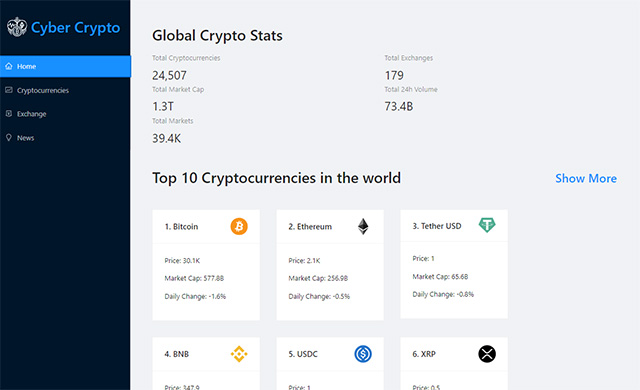 Cyber Crypto
Home
Cryptocurrencies
Exchange
News
Global Crypto Stats
Total Cryptocurrencies
24,507
Total Exchanges
179
Total Market Cap
1.3T
Total 24h Volume
73.4B
Total Markets
39.4K
Top 10 Cryptocurrencies in the world
Show More
1. Bitcoin
Price: 30.1K
Market Cap: 577.8B
Daily Change: -1.6%
2. Ethereum
Price: 2.1K
Market Cap: 256.9B
Daily Change: -0.5%
3. Tether USD
Price: 1
Market Cap: 65.6B
Daily Change: -0.8%
4. BNB
Price: 347.9
5. USDC
Price: 1
6. XRP
Price: 0.5